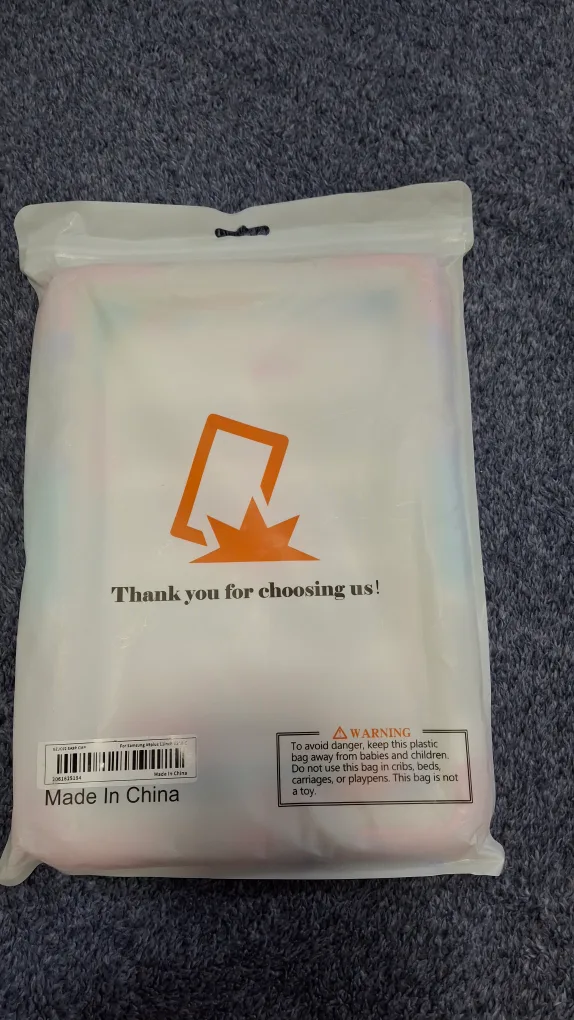 Thank you for choosing us!
For Samsung
Made In China
Made In China
WARNING
To avoid danger, keep this plastic
bag away from babies and children.
Do not use this bag in cribs, beds,
carriages, or playpens. This bag is not
a toy.